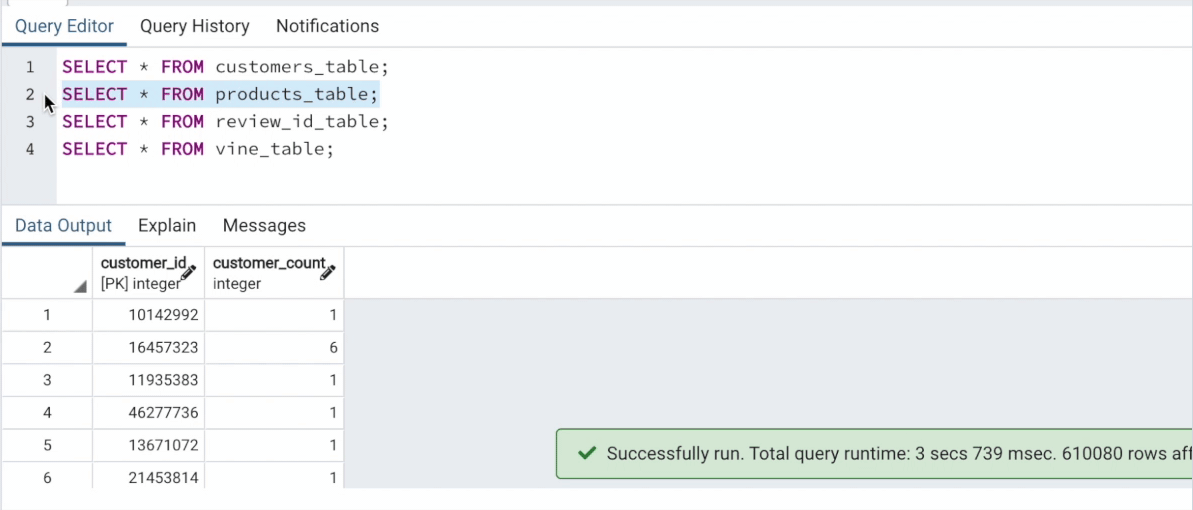 Query Editor Query History Notifications
1 SELECT * FROM customers_table;
2 SELECT * FROM products_table;
3 SELECT * FROM review_id_table;
4 SELECT * FROM vine_table;
Data Output Explain Messages
customer_id customer_count
[PK] integer integer
1 10142992 1
2 16457323 6
3 11935383 1
4 46277736 1
5 13671072 1
6 21453814 1
Successfully run. Total query runtime: 3 secs 739 msec. 610080 rows aff